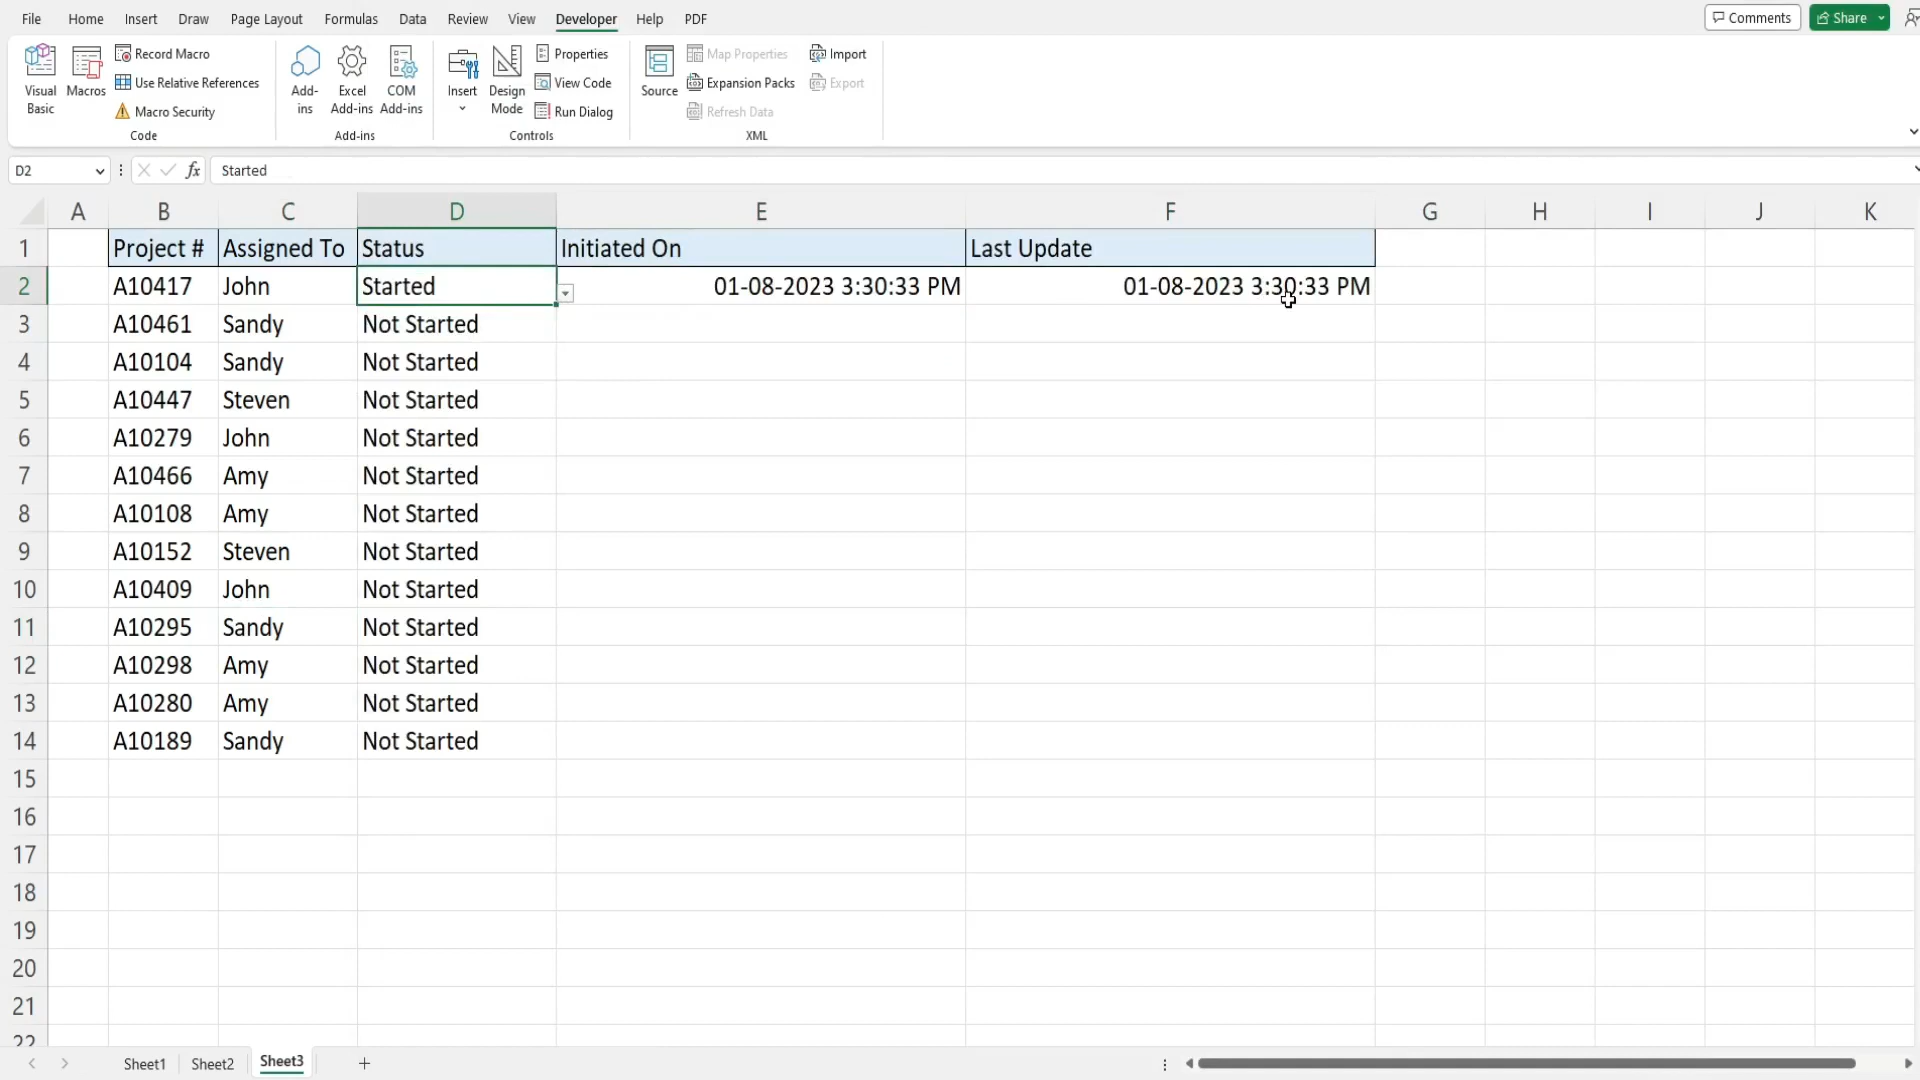 File Home Insert Draw Page Layout Formulas Data Review View Developer Help PDF Comments Share
Visual Basic
Macros
Record Macro
Use Relative References
Macro Security
Code
Add-ins
Excel Add-ins
COM Add-ins
Add-ins
Insert
Design Mode
Properties
View Code
Run Dialog
Controls
Source
Map Properties
Expansion Packs
Refresh Data
Import
Export
XML
D2 fx Started
A B C D E F G H I J K
1 Project # Assigned To Status Initiated On Last Update
2 A10417 John Started 01-08-2023 3:30:33 PM 01-08-2023 3:30:33 PM
3 A10461 Sandy Not Started
4 A10104 Sandy Not Started
5 A10447 Steven Not Started
6 A10279 John Not Started
7 A10466 Amy Not Started
8 A10108 Amy Not Started
9 A10152 Steven Not Started
10 A10409 John Not Started
11 A10295 Sandy Not Started
12 A10298 Amy Not Started
13 A10280 Amy Not Started
14 A10189 Sandy Not Started
15
16
17
18
19
20
21
22
Sheet1 Sheet2 Sheet3